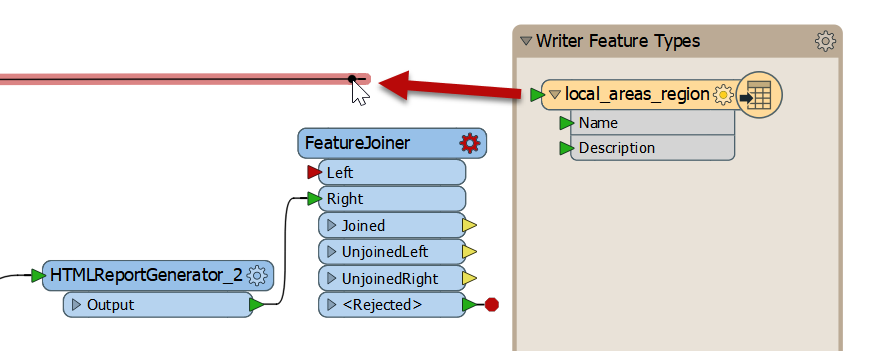 Writer Feature Types
local_areas_region
Name
Description
FeatureJoiner
Left
Right
Joined
UnjoinedLeft
UnjoinedRight
<Rejected>
HTMLReportGenerator_2
Output